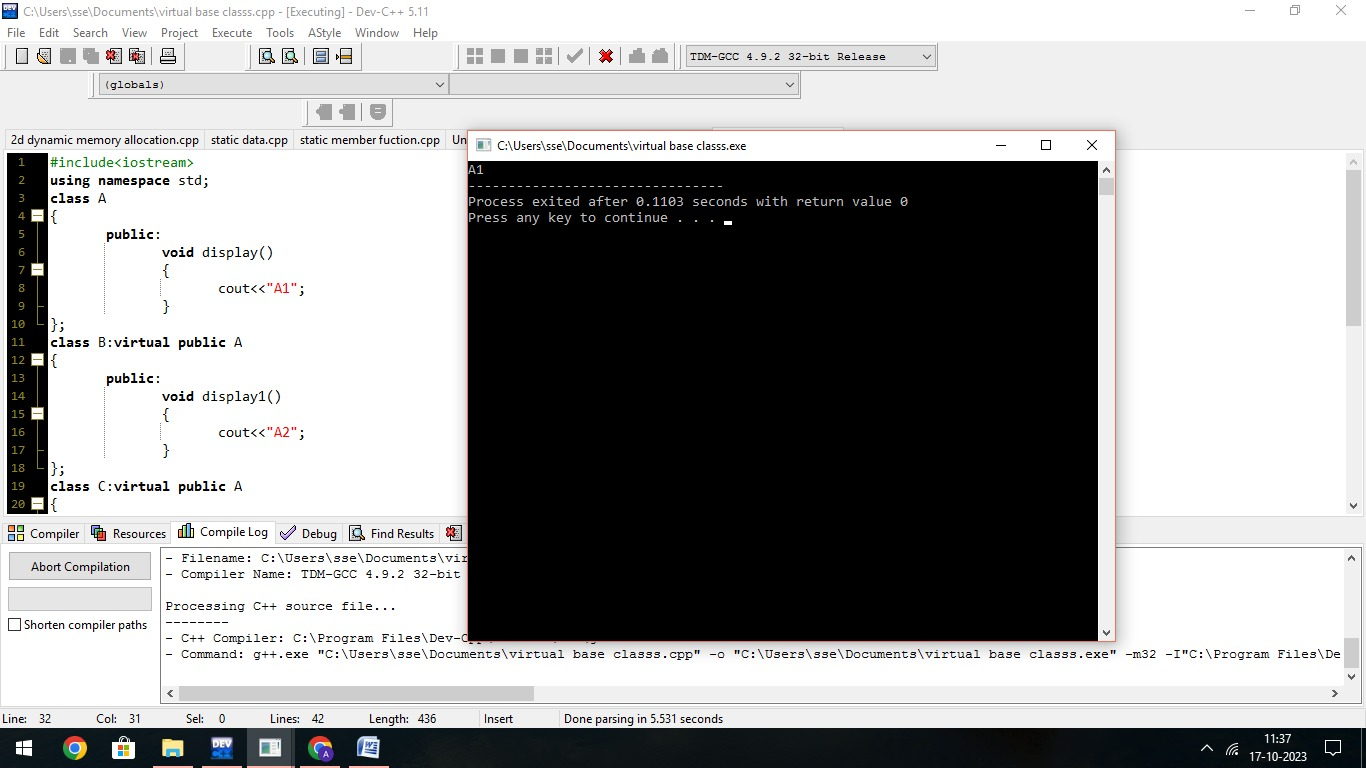 C:\Users\sse\Documents\virtual base classs.cpp - [Executing] - Dev-C++ 5.11
File Edit Search View Project Execute Tools AStyle Window Help
TDM-GCC 4.9.2 32-bit Release
(globals)
2d dynamic memory allocation.cpp static data.cpp static member fuction.cpp Un
C:\Users\sse\Documents\virtual base classs.exe
A1
--------------------------------
Process exited after 0.1103 seconds with return value 0
Press any key to continue . . .
1 #include<iostream>
2 using namespace std;
3 class A
4 {
5 public:
6 void display()
7 {
8 cout<<"A1";
9 }
10 };
11 class B:virtual public A
12 {
13 public:
14 void display1()
15 {
16 cout<<"A2";
17 }
18 };
19 class C:virtual public A
20 {
Compiler Resources Compile Log Debug Find Results
Abort Compilation
Shorten compiler paths
- Filename: C:\Users\sse\Documents\vir
- Compiler Name: TDM-GCC 4.9.2 32-bit
Processing C++ source file...
--------
- C++ Compiler: C:\Program Files\Dev-C
- Command: g++.exe "C:\Users\sse\Documents\virtual base classs.cpp" -o "C:\Users\sse\Documents\virtual base classs.exe" -m32 -I"C:\Program Files\De
Line: 32 Col: 31 Sel: 0 Lines: 42 Length: 436 Insert Done parsing in 5.531 seconds
DEV
A
11:37
17-10-2023